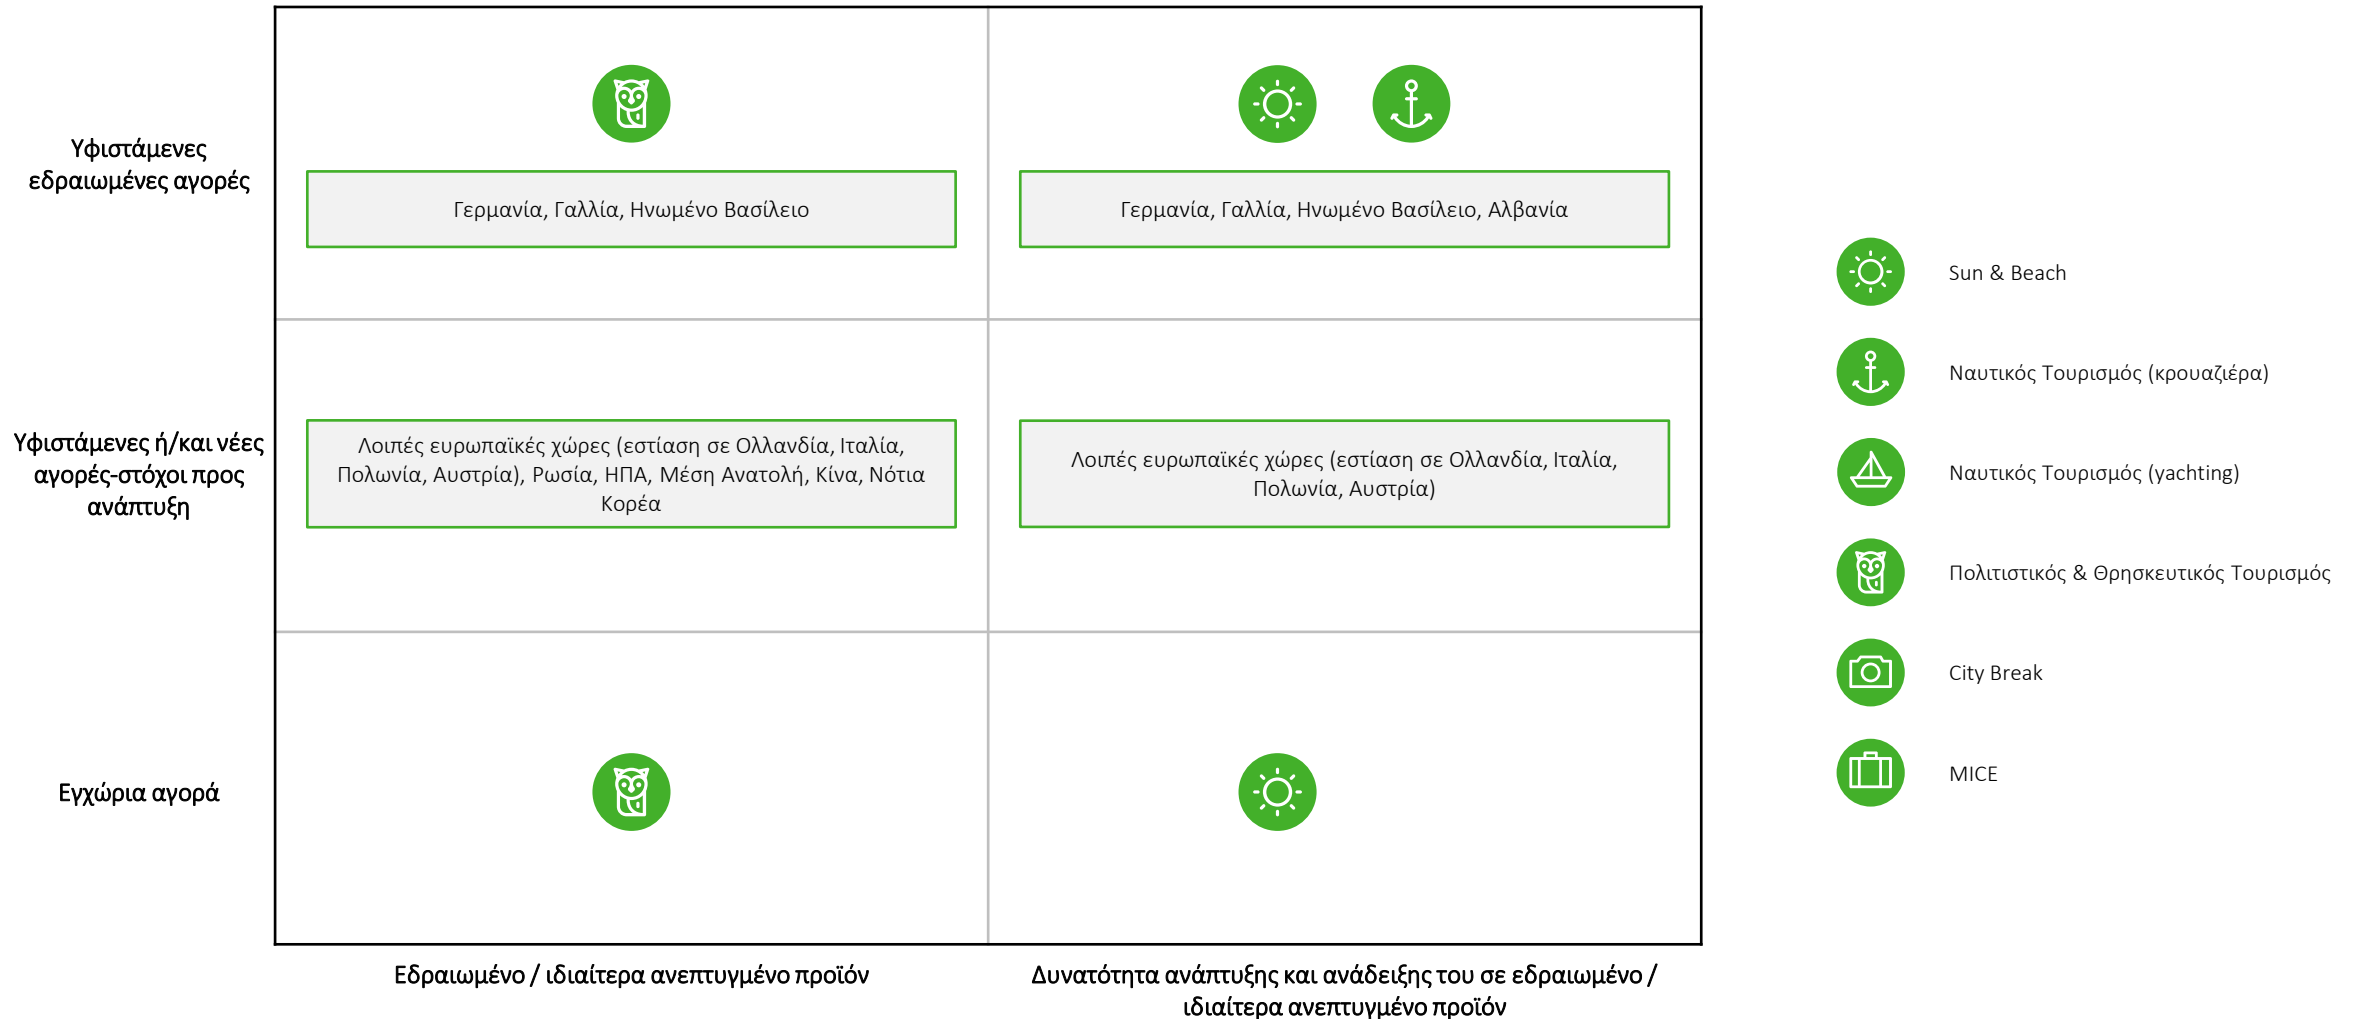 Υφιστάμενες
εδραιωμένες αγορές
Γερμανία, Γαλλία, Ηνωμένο Βασίλειο
Γερμανία, Γαλλία, Ηνωμένο Βασίλειο, Αλβανία
Υφιστάμενες ή/και νέες
αγορές-στόχοι προς
ανάπτυξη
Λοιπές ευρωπαϊκές χώρες (εστίαση σε Ολλανδία, Ιταλία,
Πολωνία, Αυστρία), Ρωσία, ΗΠΑ, Μέση Ανατολή, Κίνα, Νότια
Κορέα
Λοιπές ευρωπαϊκές χώρες (εστίαση σε Ολλανδία, Ιταλία,
Πολωνία, Αυστρία)
Εγχώρια αγορά
Εδραιωμένο / ιδιαίτερα ανεπτυγμένο προϊόν
Δυνατότητα ανάπτυξης και ανάδειξης του σε εδραιωμένο /
ιδιαίτερα ανεπτυγμένο προϊόν
Sun & Beach
Ναυτικός Τουρισμός (κρουαζιέρα)
Ναυτικός Τουρισμός (yachting)
Πολιτιστικός & Θρησκευτικός Τουρισμός
City Break
MICE